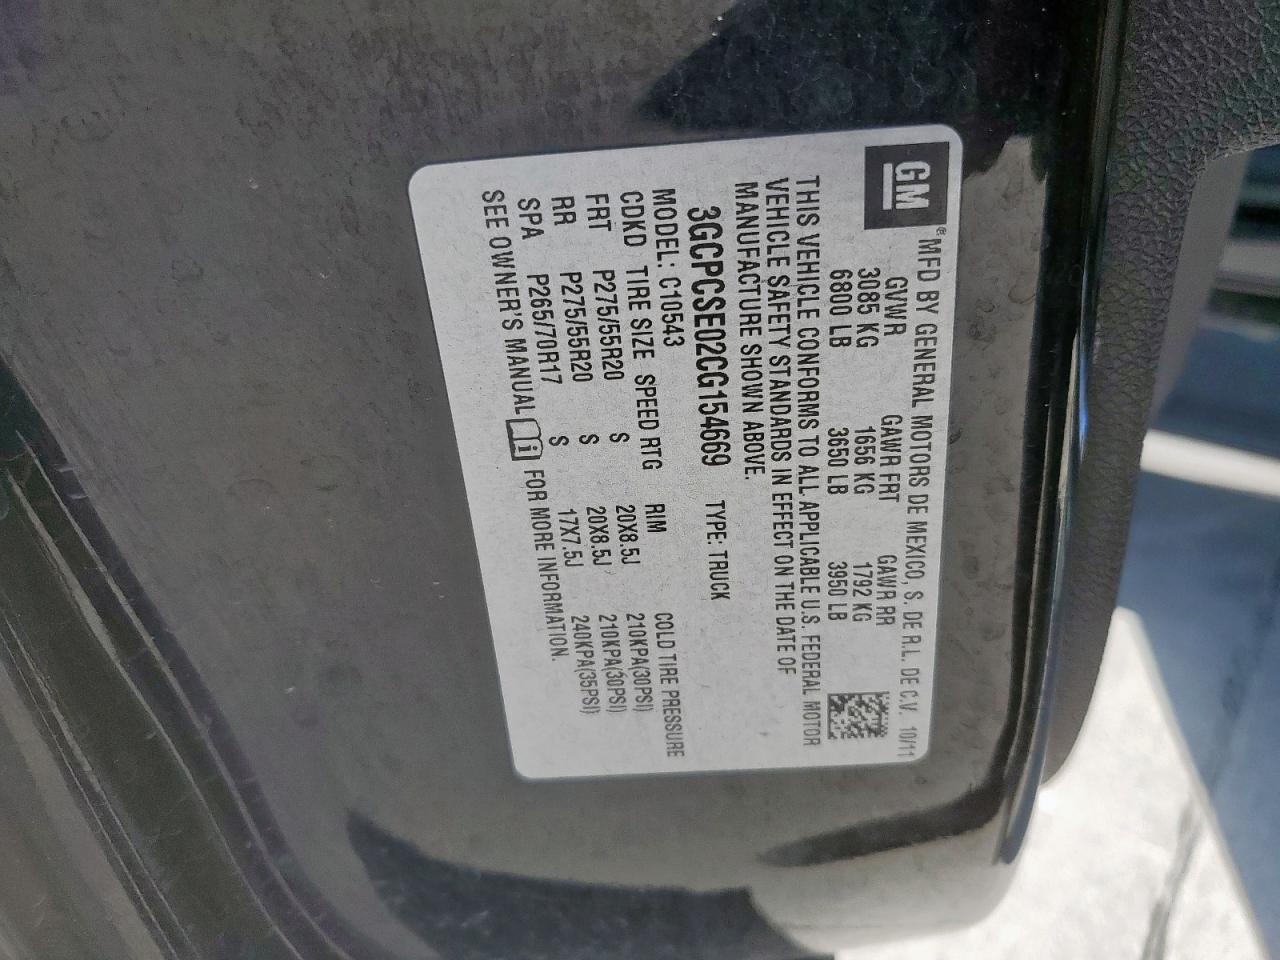 GM
® MFD BY GENERAL MOTORS DE MEXICO, S. DE R.L. DE C.V. 10/11
GVWR GAWR FRT GAWR RR
3085 KG 1656 KG 1792 KG
6800 LB 3650 LB 3950 LB
THIS VEHICLE CONFORMS TO ALL APPLICABLE U.S. FEDERAL MOTOR
VEHICLE SAFETY STANDARDS IN EFFECT ON THE DATE OF
MANUFACTURE SHOWN ABOVE.
3GCPCSE02CG154669 TYPE: TRUCK
MODEL: C10543
CDKD TIRE SIZE SPEED RTG RIM COLD TIRE PRESSURE
FRT P275/55R20 S 20X8.5J 210KPA(30PSI)
RR P275/55R20 S 20X8.5J 210KPA(30PSI)
SPA P265/70R17 S 17X7.5J 240KPA(35PSI)
SEE OWNER'S MANUAL i FOR MORE INFORMATION.